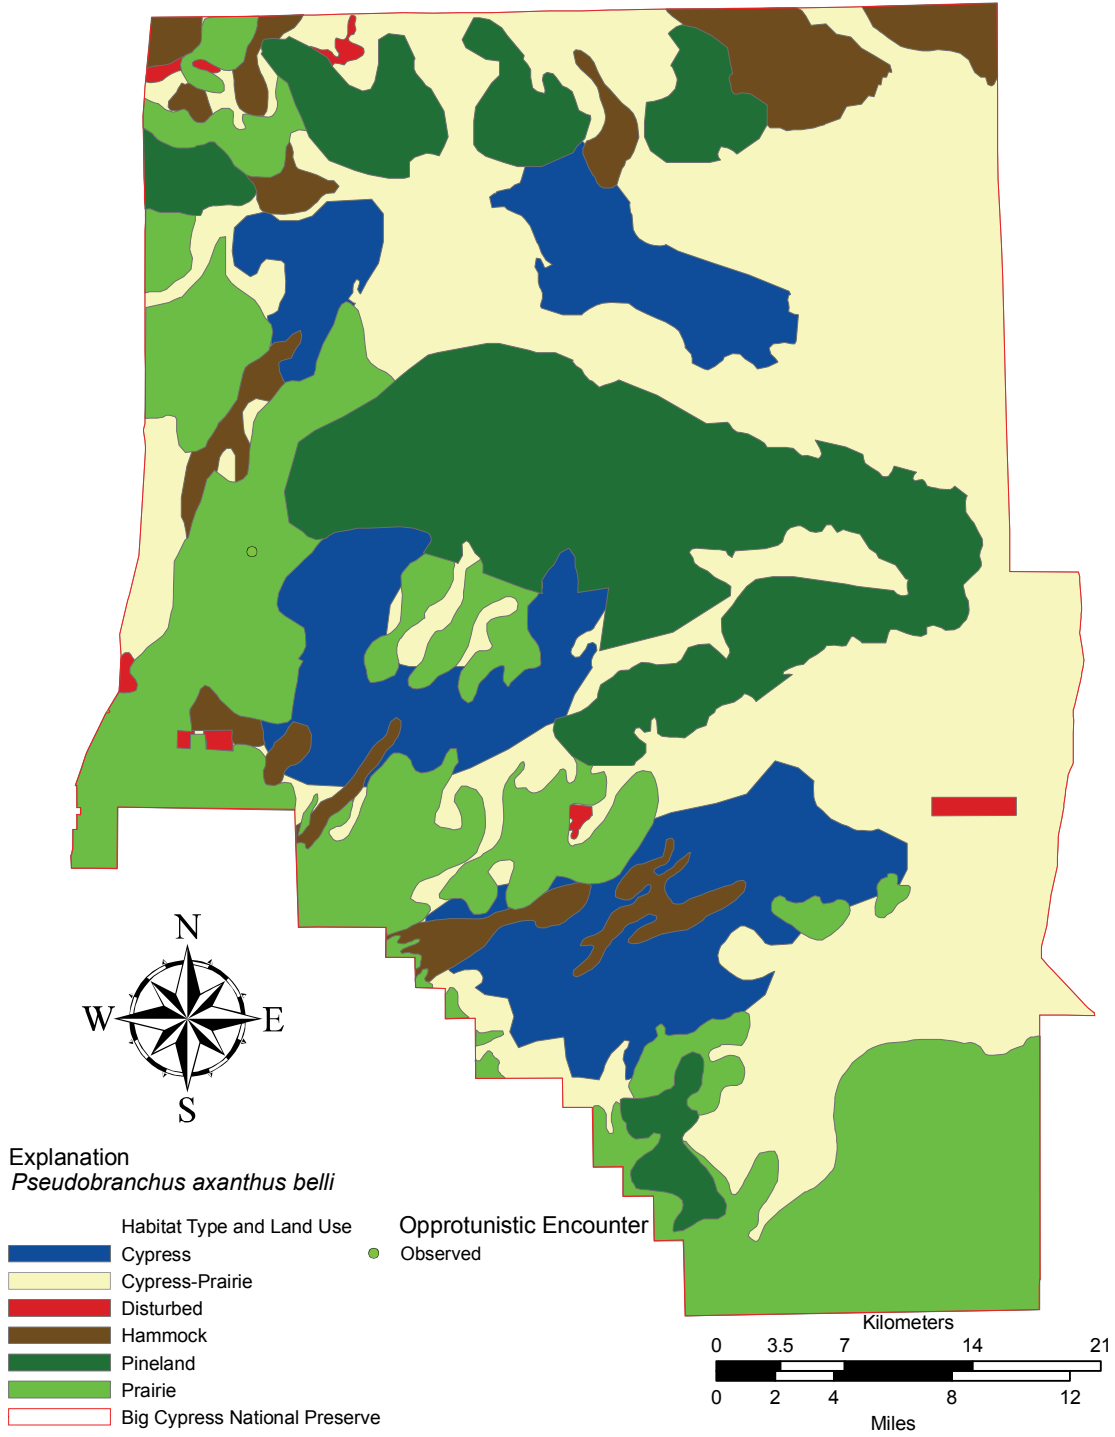 N
W
E
S
Explanation
Pseudobranchus axanthus belli
Habitat Type and Land Use
Cypress
Cypress-Prairie
Disturbed
Hammock
Pineland
Prairie
Big Cypress National Preserve
Opprotunistic Encounter
Observed
Kilometers
0 3.5 7 14 21
0 2 4 8 12
Miles